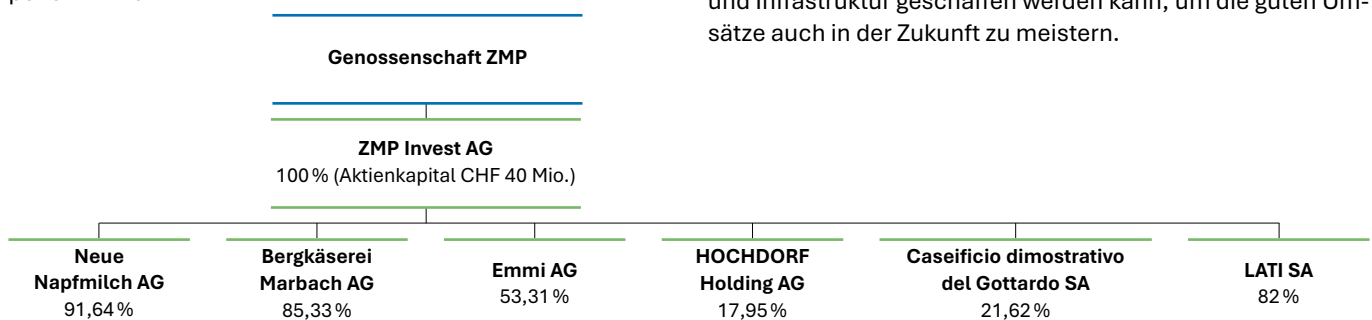 und Infrastruktur geschaffen werden kann, um die guten Um-
sätze auch in der Zukunft zu meistern.
Genossenschaft ZMP
ZMP Invest AG
100 % (Aktienkapital CHF 40 Mio.)
Neue
Napfmilch AG
91,64 %
Bergkäserei
Marbach AG
85,33 %
Emmi AG
53,31 %
HOCHDORF
Holding AG
17,95 %
Caseificio dimostrativo
del Gottardo SA
21,62 %
LATI SA
82 %